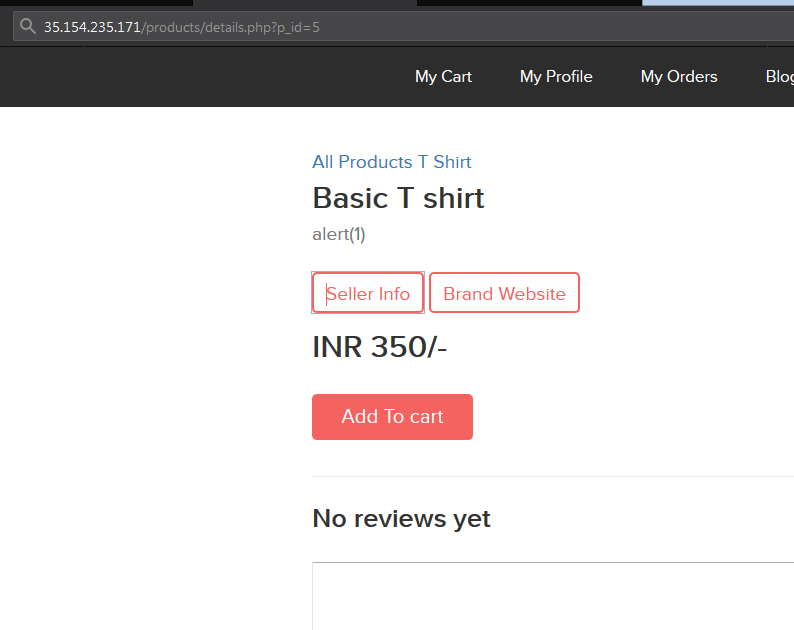 35.154.235.171/products/details.php?p_id=5
My Cart My Profile My Orders Blog
All Products T Shirt
Basic T shirt
alert(1)
Seller Info Brand Website
INR 350/-
Add To cart
No reviews yet